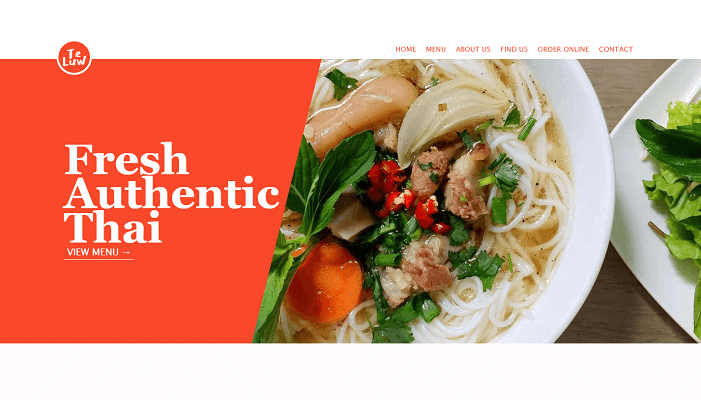 Te
Luw
HOME MENU ABOUT US FIND US ORDER ONLINE CONTACT
Fresh
Authentic
Thai
VIEW MENU →